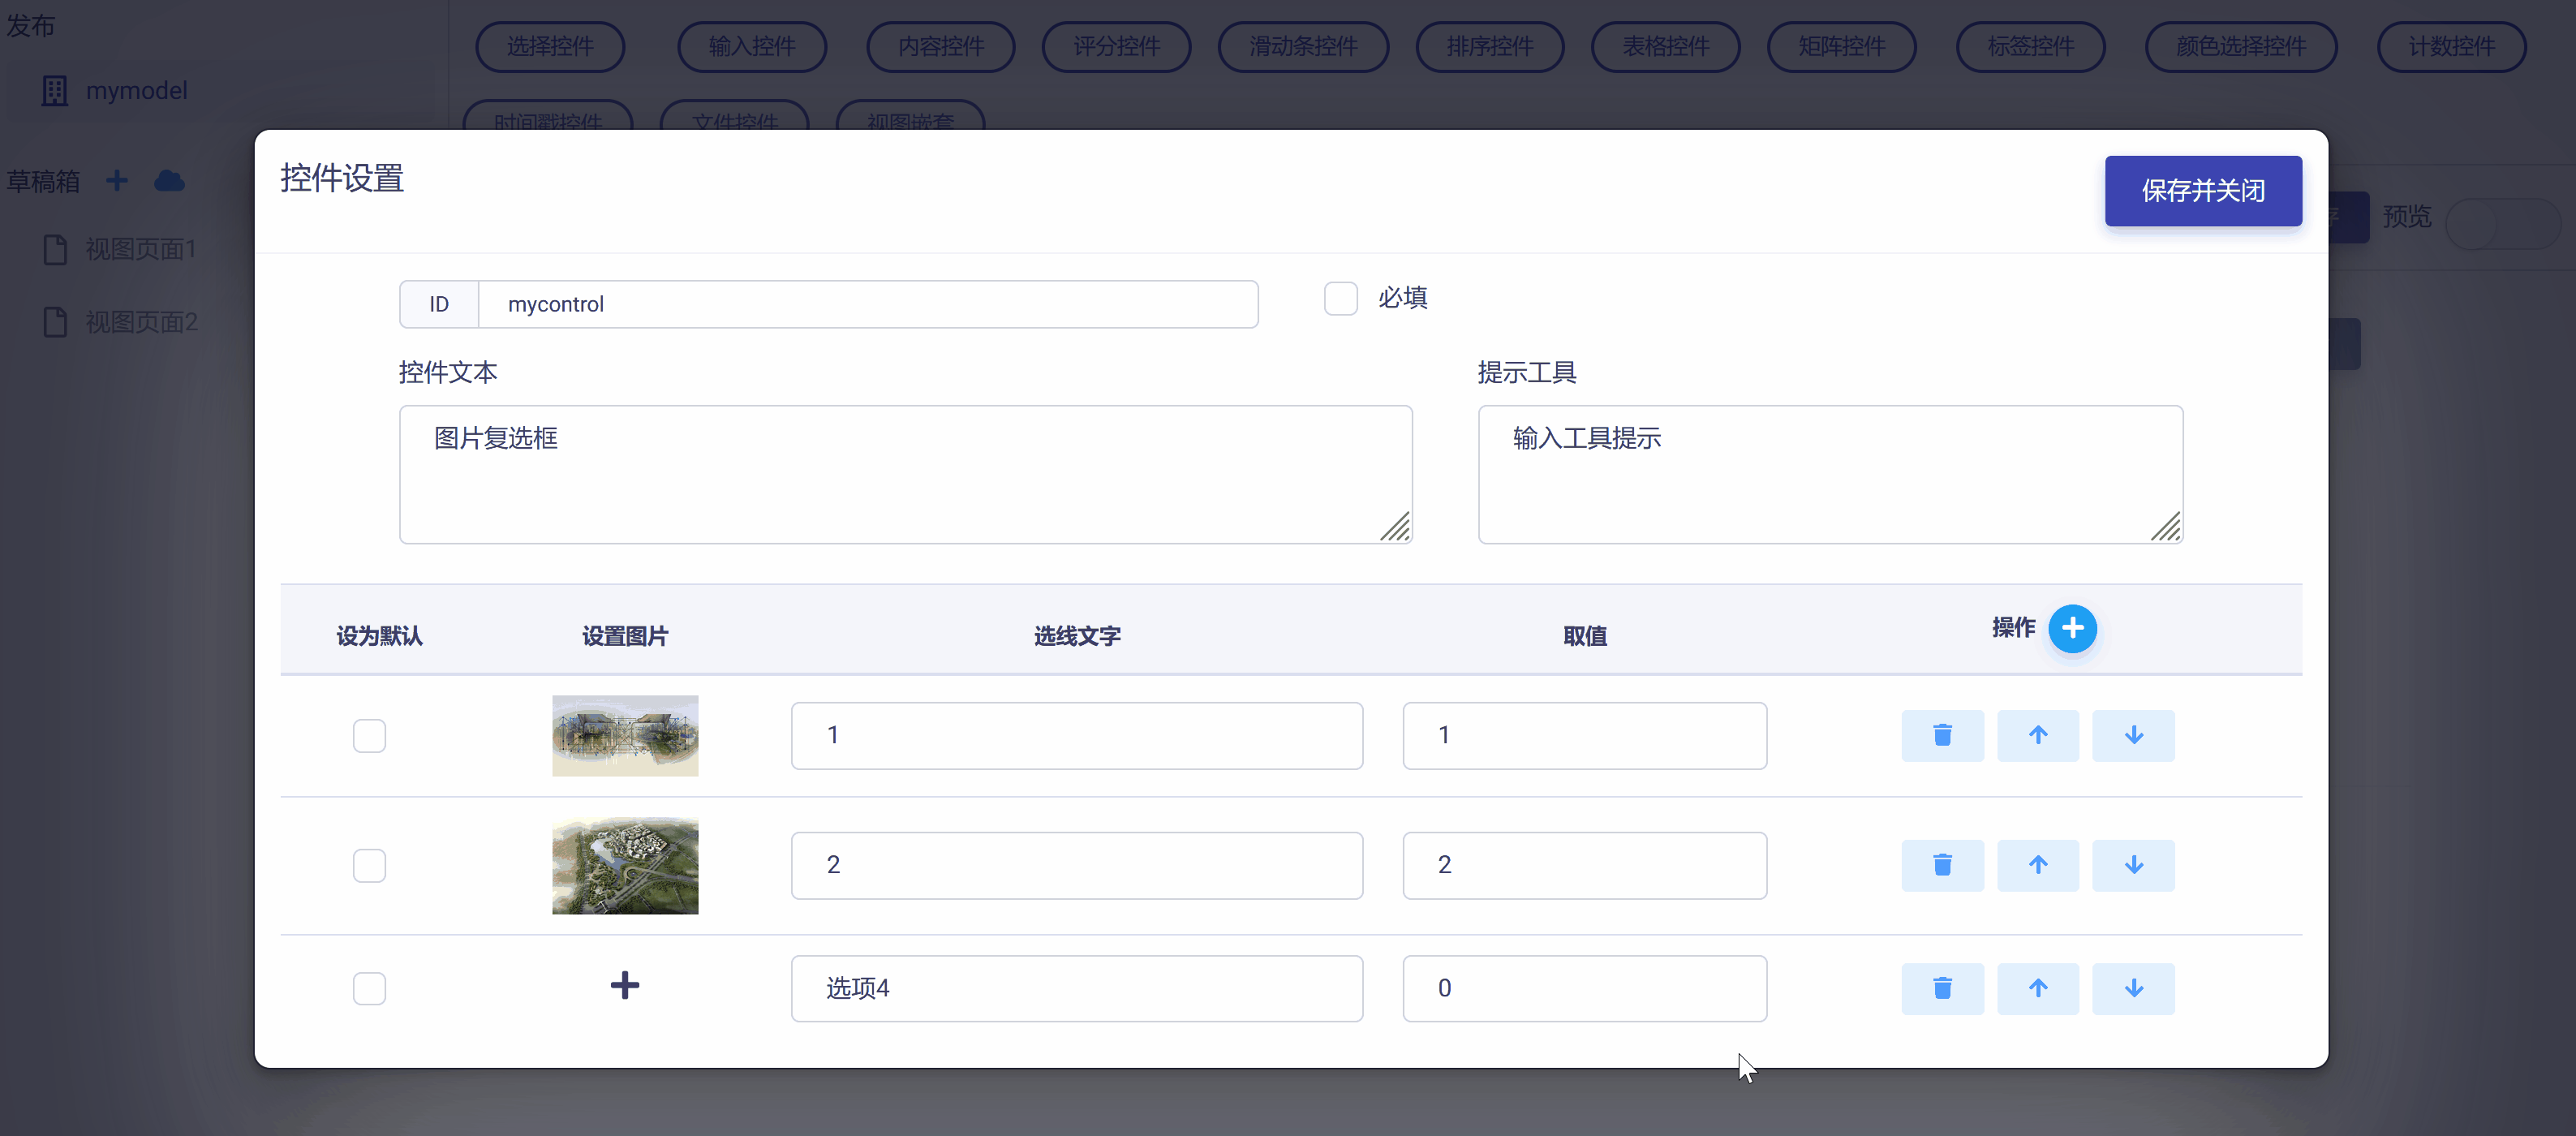 发布
选择控件 输入控件 内容控件 评分控件 滑动条控件 排序控件 表格控件 矩阵控件 标签控件 颜色选择控件 计数控件
mymodel
时间戳控件 文件控件 视图嵌套
控件设置
保存并关闭
草稿箱
预览
视图页面1
ID mycontrol 必填
视图页面2
控件文本 提示工具
图片复选框 输入工具提示
设为默认 设置图片 选线文字 取值 操作
1 1
2 2
选项4 0